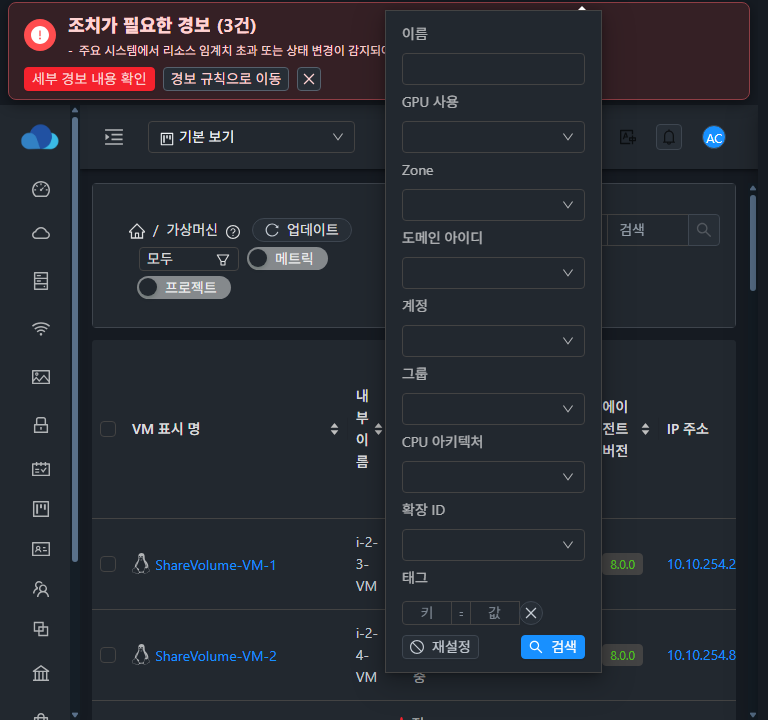 조치가 필요한 경보 (3건)
- 주요 시스템에서 리소스 임계치 초과 또는 상태 변경이 감지되
세부 경보 내용 확인
경보 규칙으로 이동
기본 보기
AC
/ 가상머신
업데이트
모두
메트릭
프로젝트
검색
이름
GPU 사용
Zone
도메인 아이디
계정
그룹
CPU 아키텍처
확장 ID
태그
키 = 값
재설정
검색
VM 표시 명
내
부
이
름
에이
전트
버전
IP 주소
ShareVolume-VM-1
i-2-
3-
VM
8.0.0
10.10.254.2
ShareVolume-VM-2
i-2-
4-
VM
중
8.0.0
10.10.254.8